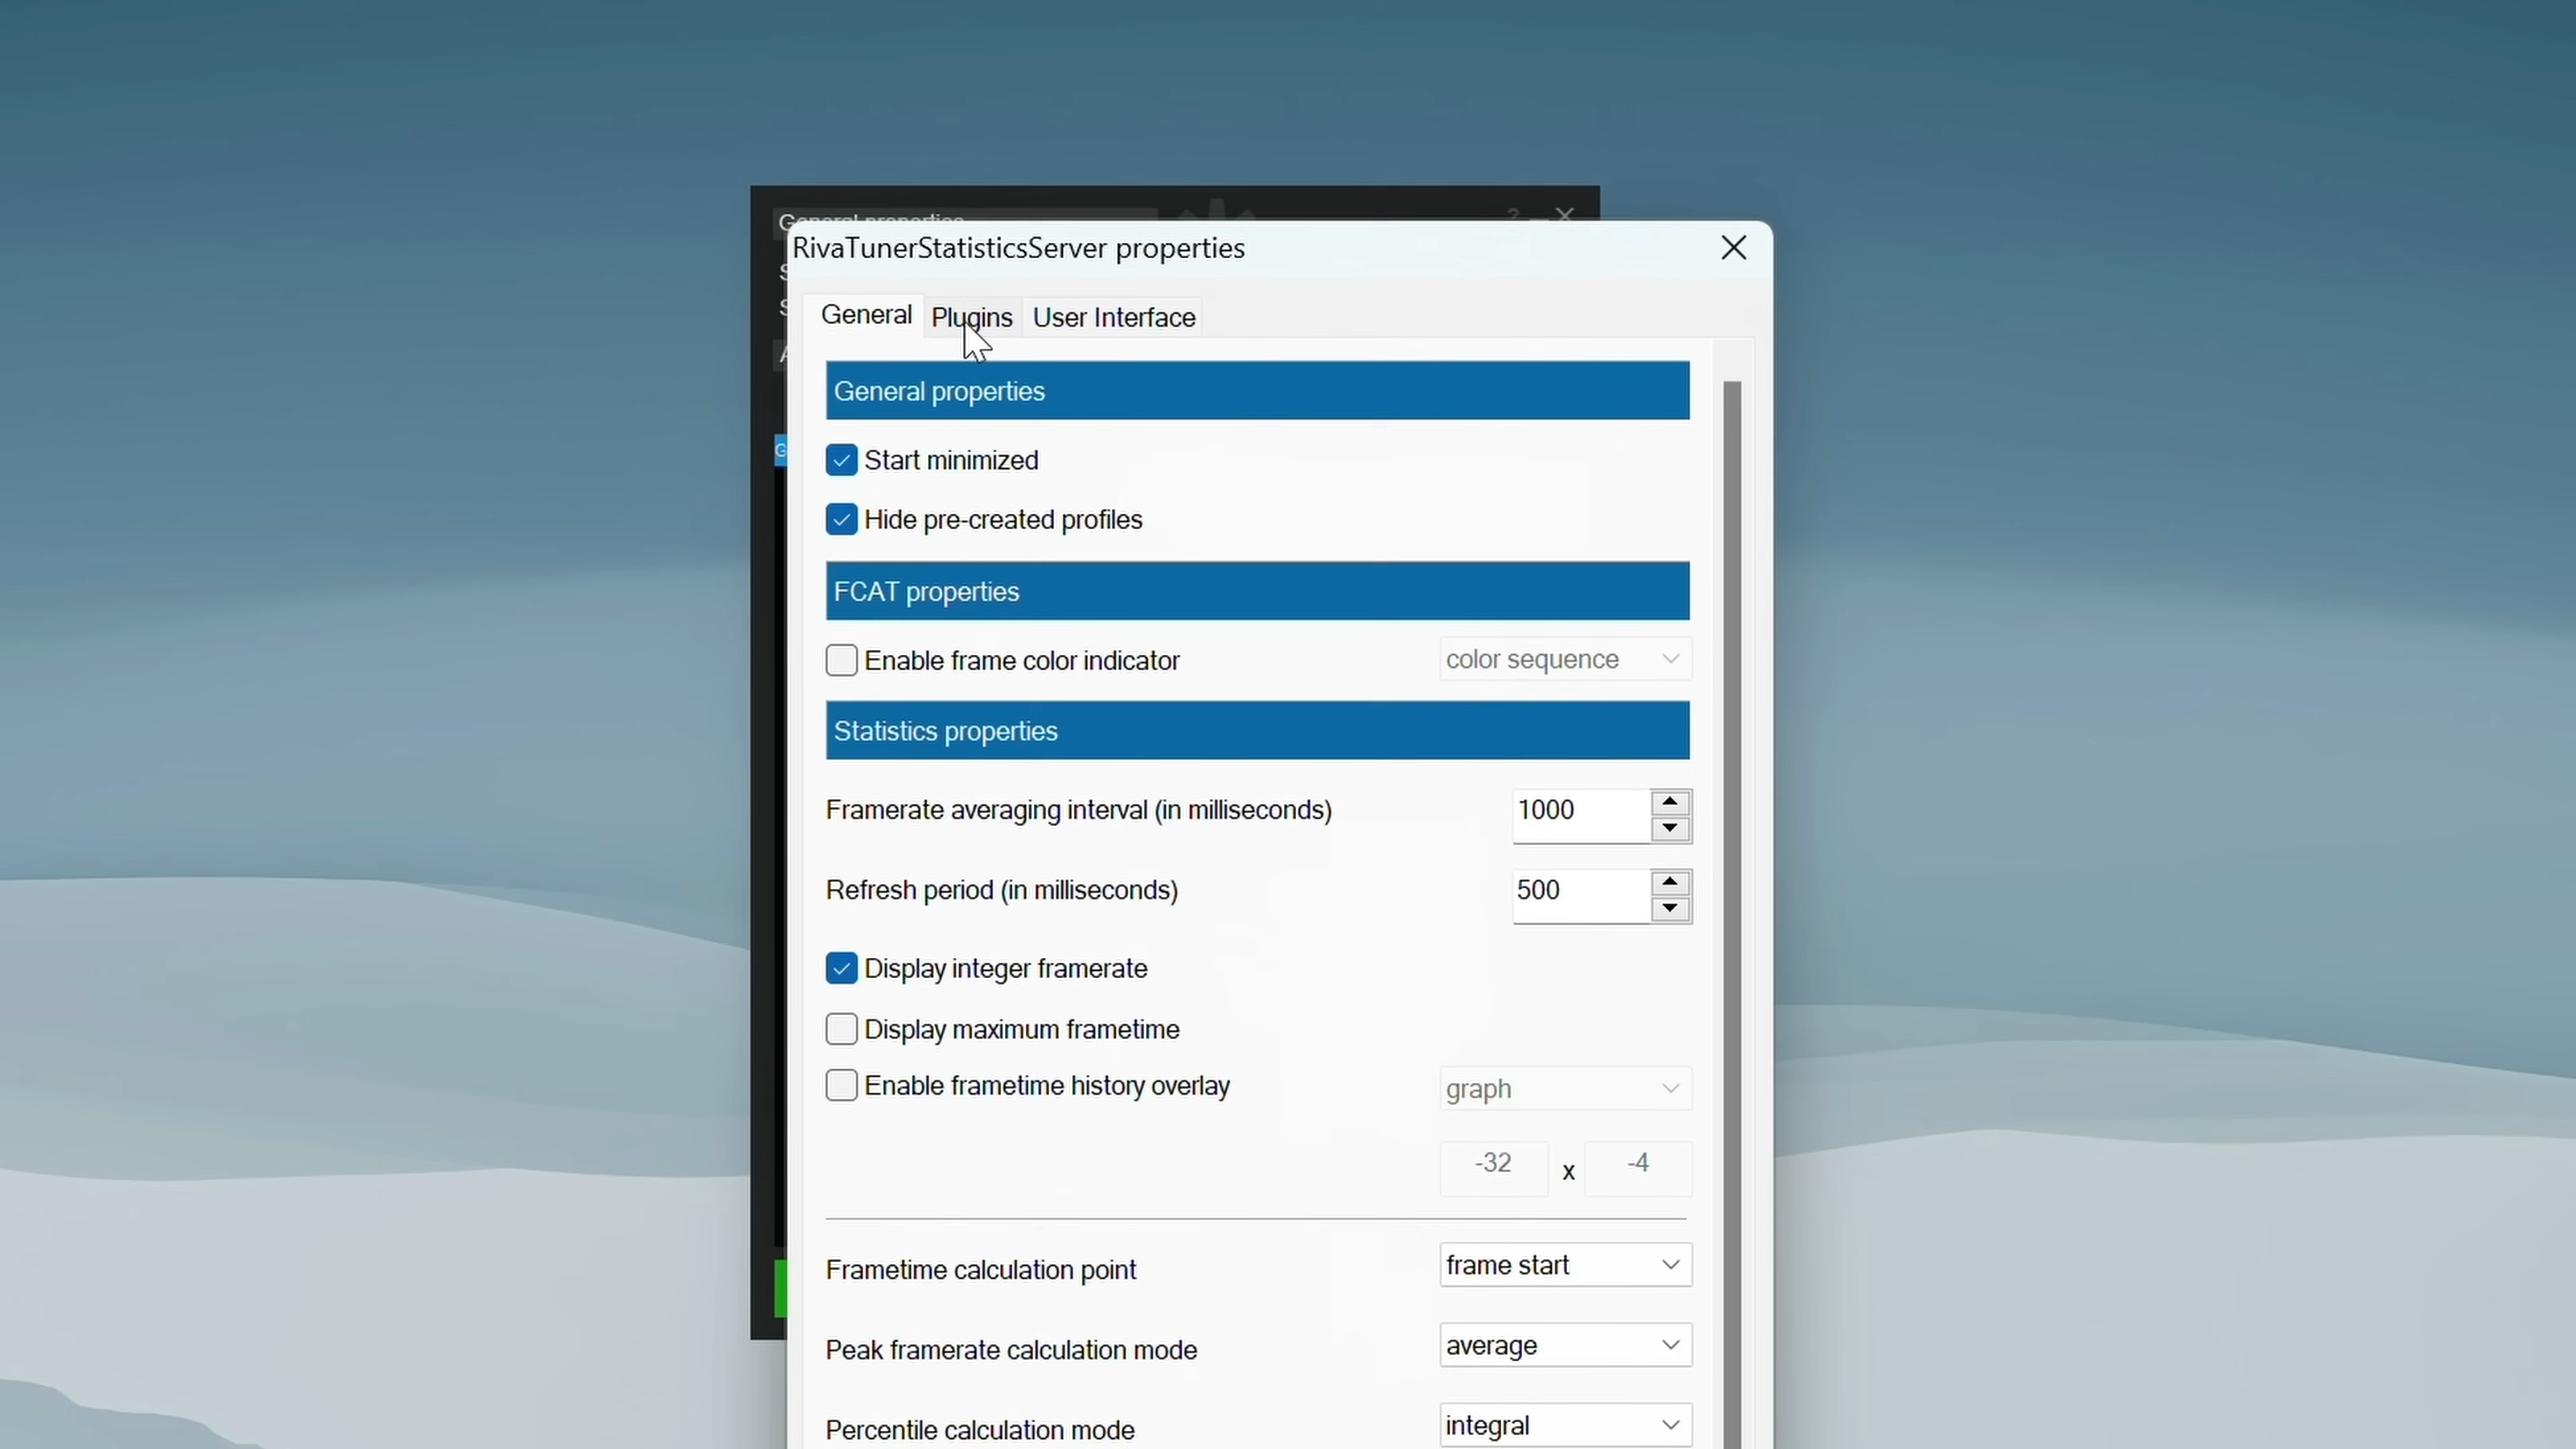 General properties
RivaTunerStatisticsServer properties
General Plugins User Interface
General properties
Start minimized
Hide pre-created profiles
FCAT properties
Enable frame color indicator color sequence
Statistics properties
Framerate averaging interval (in milliseconds) 1000
Refresh period (in milliseconds) 500
Display integer framerate
Display maximum frametime
Enable frametime history overlay graph
-32 x -4
Frametime calculation point frame start
Peak framerate calculation mode average
Percentile calculation mode integral